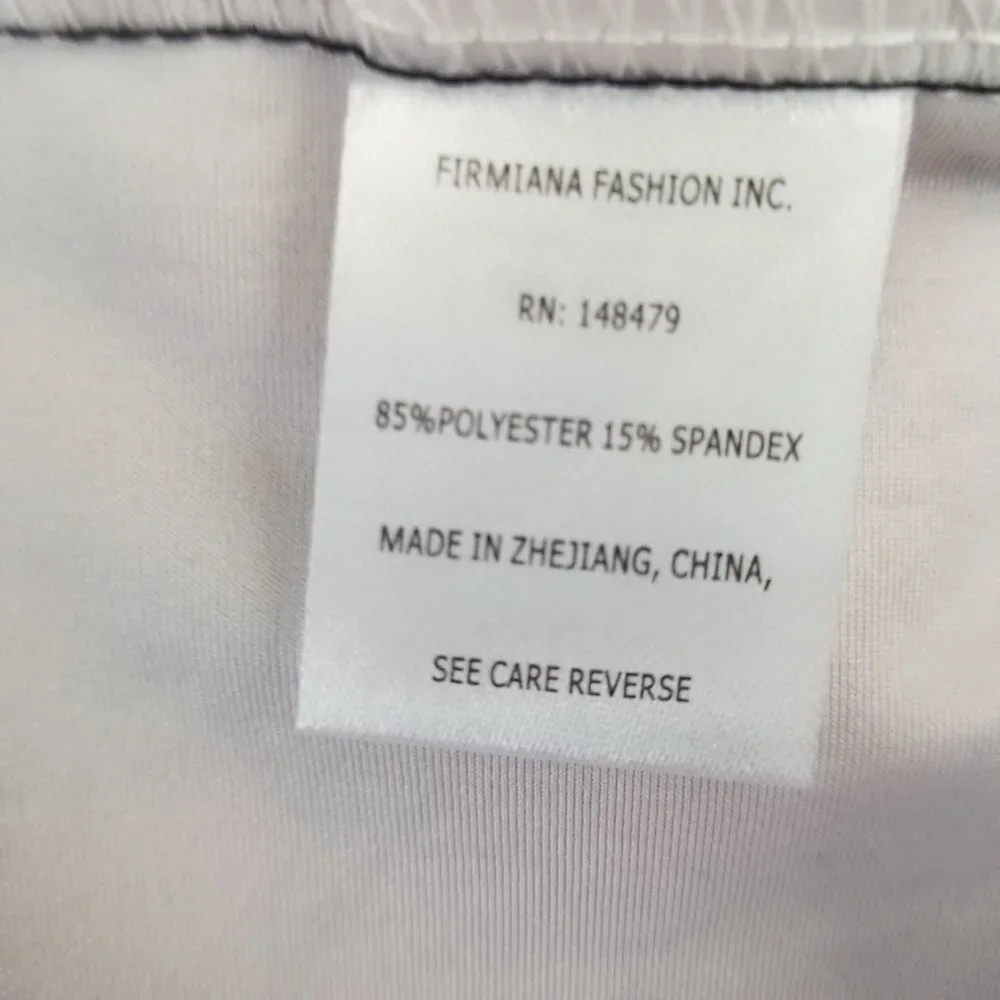 FIRMIANA FASHION INC.
RN: 148479
85%POLYESTER 15% SPANDEX
MADE IN ZHEJIANG, CHINA,
SEE CARE REVERSE